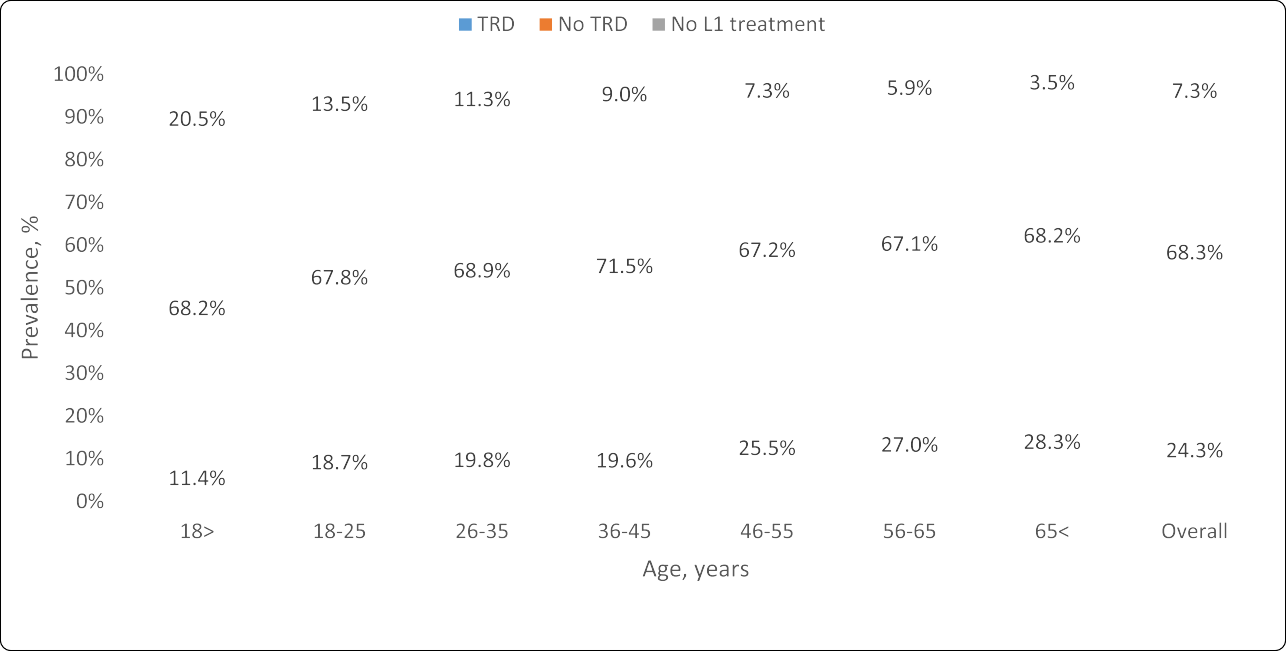 TRD No TRD No L1 treatment
100%
90%
80%
70%
60%
50%
40%
30%
20%
10%
0%
Prevalence, %
20.5% 13.5% 11.3% 9.0% 7.3% 5.9% 3.5% 7.3%
68.2% 67.8% 68.9% 71.5% 67.2% 67.1% 68.2% 68.3%
11.4% 18.7% 19.8% 19.6% 25.5% 27.0% 28.3% 24.3%
18> 18-25 26-35 36-45 46-55 56-65 65< Overall
Age, years